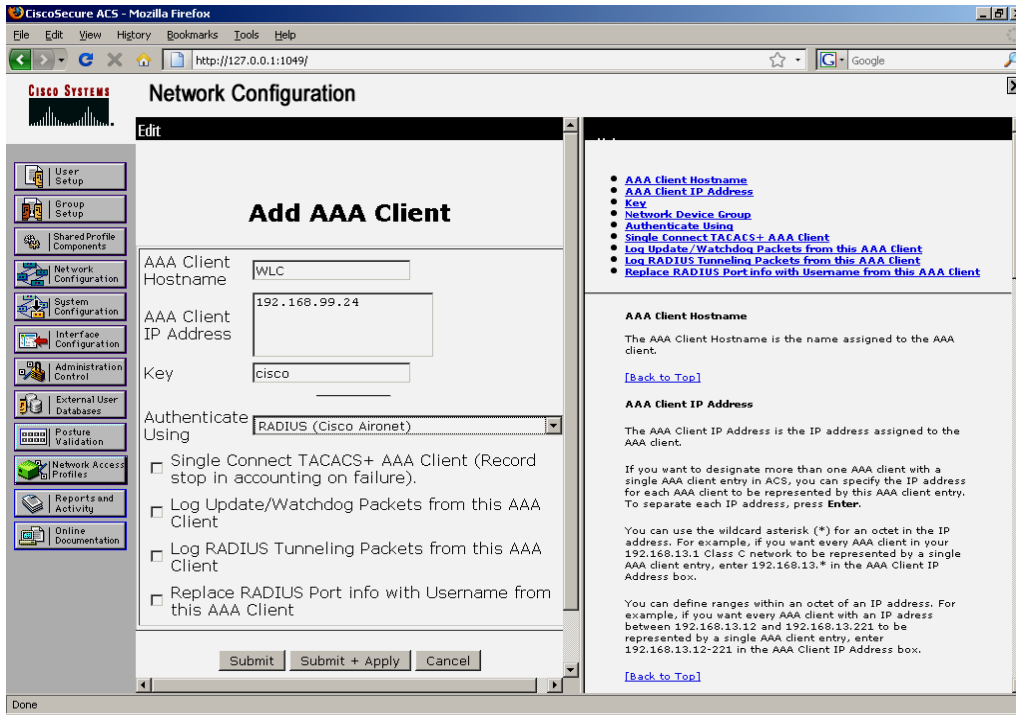 CiscoSecure ACS - Mozilla Firefox
File Edit View History Bookmarks Tools Help
http://127.0.0.1:1049/
G Google
CISCO SYSTEMS
Network Configuration
User Setup
Group Setup
Shared Profile Components
Network Configuration
System Configuration
Interface Configuration
Administration Control
External User Databases
Posture Validation
Network Access Profiles
Reports and Activity
Online Documentation
Edit
Add AAA Client
AAA Client Hostname
WLC
AAA Client IP Address
192.168.99.24
Key
cisco
Authenticate Using
RADIUS (Cisco Aironet)
Single Connect TACACS+ AAA Client (Record
stop in accounting on failure).
Log Update/Watchdog Packets from this AAA
Client
Log RADIUS Tunneling Packets from this AAA
Client
Replace RADIUS Port info with Username from
this AAA Client
Submit
Submit + Apply
Cancel
AAA Client Hostname
AAA Client IP Address
Key
Network Device Group
Authenticate Using
Single Connect TACACS+ AAA Client
Log Update/Watchdog Packets from this AAA Client
Log RADIUS Tunneling Packets from this AAA Client
Replace RADIUS Port info with Username from this AAA Client
AAA Client Hostname
The AAA Client Hostname is the name assigned to the AAA
client.
[Back to Top]
AAA Client IP Address
The AAA Client IP Address is the IP address assigned to the
AAA client.
If you want to designate more than one AAA client with a
single AAA client entry in ACS, you can specify the IP address
for each AAA client to be represented by this AAA client entry.
To separate each IP address, press Enter.
You can use the wildcard asterisk (*) for an octet in the IP
address. For example, if you want every AAA client in your
192.168.13.1 Class C network to be represented by a single
AAA client entry, enter 192.168.13.* in the AAA Client IP
Address box.
You can define ranges within an octet of an IP address. For
example, if you want every AAA client with an IP adress
between 192.168.13.12 and 192.168.13.221 to be
represented by a single AAA client entry, enter
192.168.13.12-221 in the AAA Client IP Address box.
[Back to Top]
Done